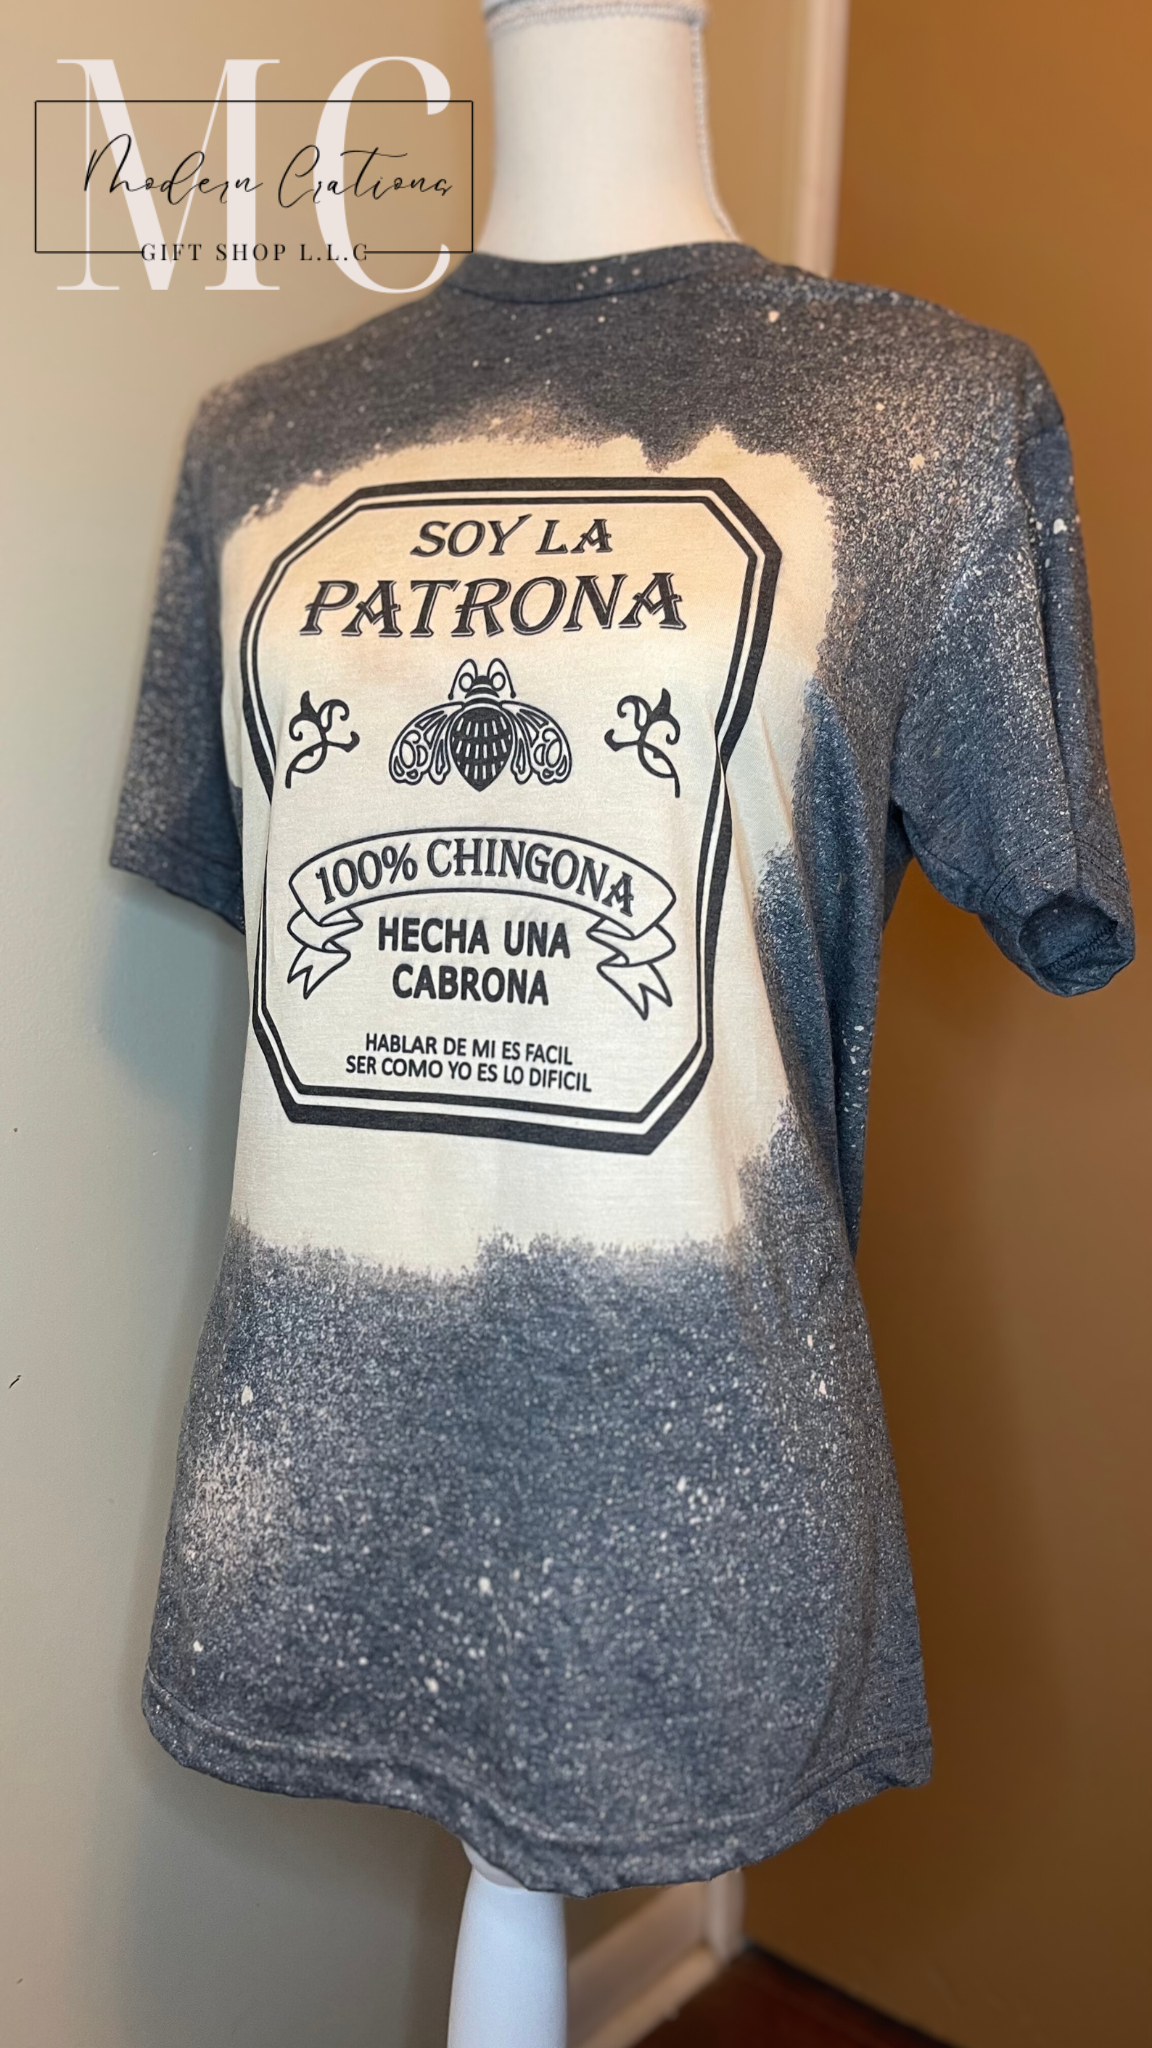 MC
Modern Crations
GIFT SHOP L.L.C
SOY LA
PATRONA
100% CHINGONA
HECHA UNA
CABRONA
HABLAR DE MI ES FACIL
SER COMO YO ES LO DIFICIL